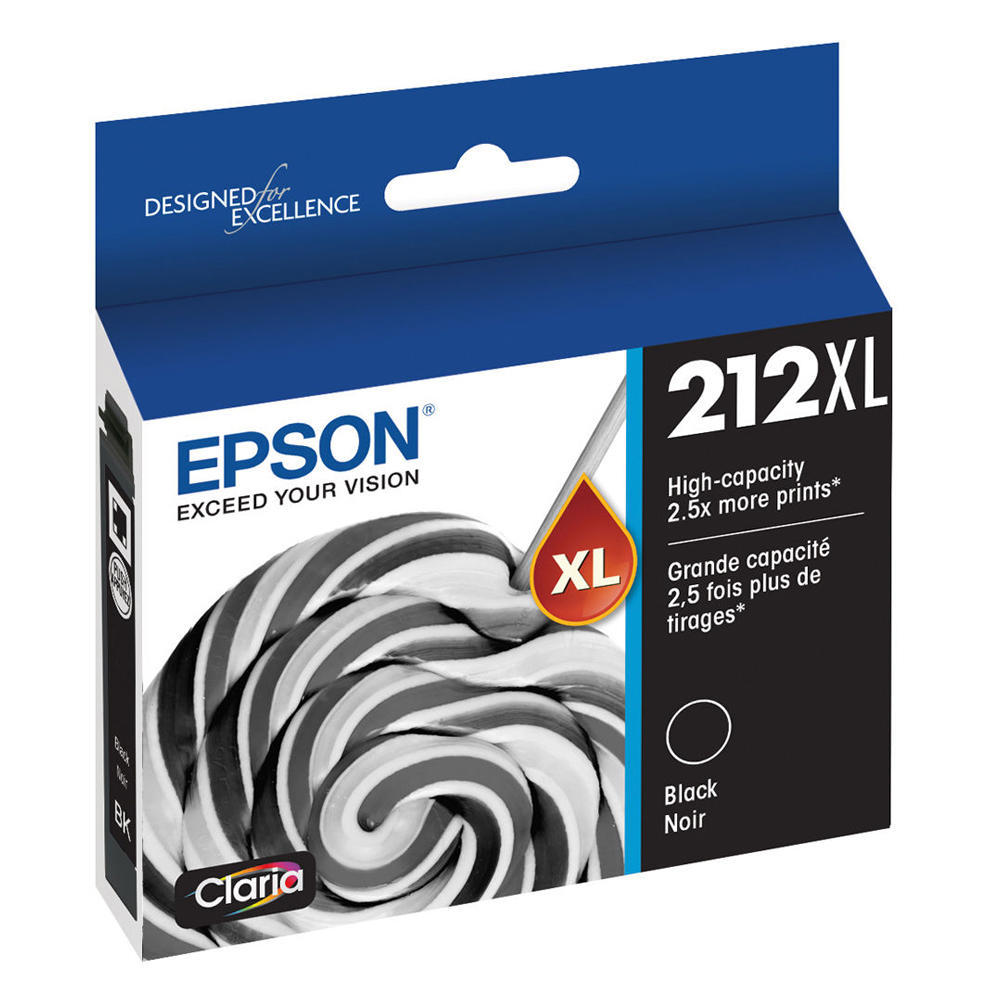 DESIGNED for
EXCELLENCE
EPSON®
EXCEED YOUR VISION
212XL
High-capacity
2.5x more prints*
Grande capacité
2,5 fois plus de
tirages*
XL
Black
Noir
Claria
Black
Noir
BK